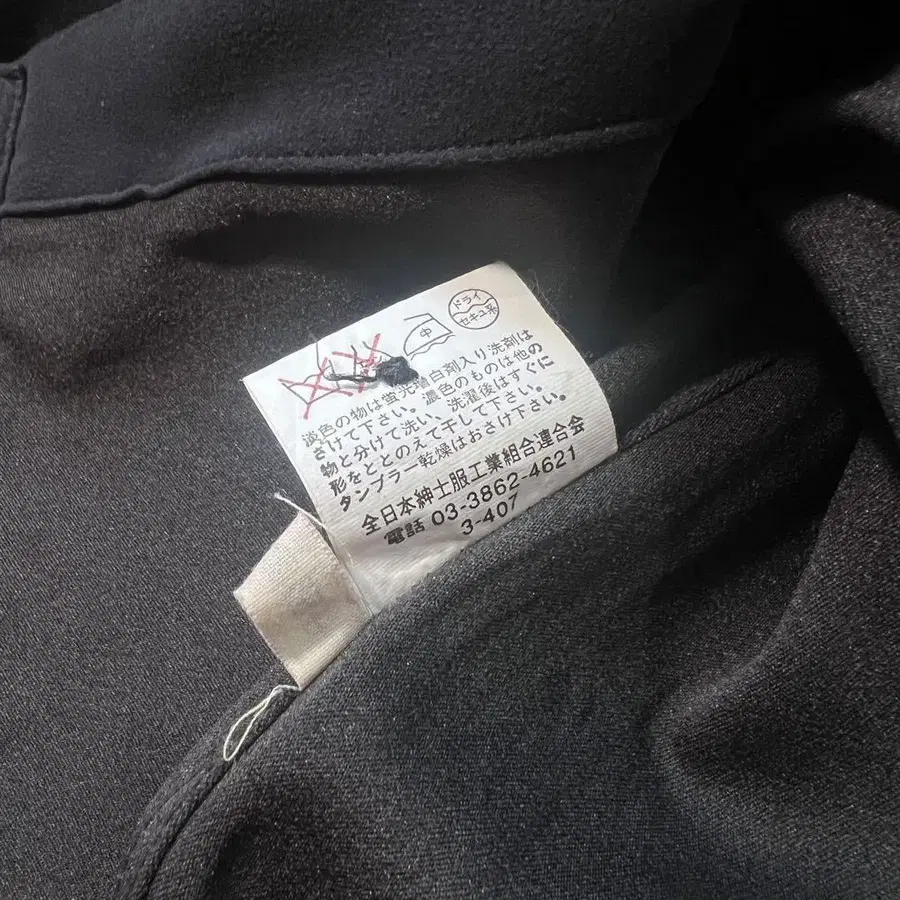 中
ドライ
セキユ系
淡色の物は蛍光増白剤入り洗剤は
さけて下さい。濃色のものは他の
物と分けて洗い、洗濯後はすぐに
形をととのえて干して下さい。
タンブラー乾燥はおさけ下さい。
全日本紳士服工業組合連合会
電話 03-3862-4621
3-407